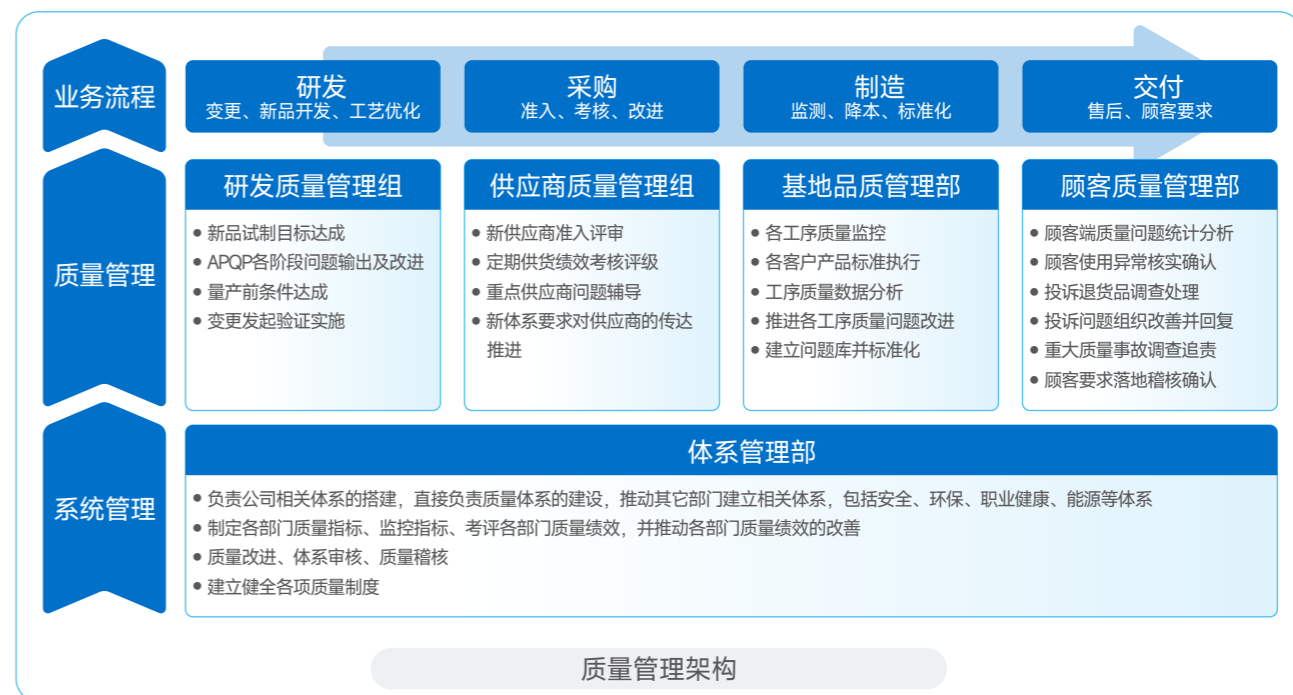 业务流程
研发
变更、新品开发、工艺优化
采购
准入、考核、改进
制造
监测、降本、标准化
交付
售后、顾客要求
质量管理
研发质量管理组
● 新品试制目标达成
● APQP各阶段问题输出及改进
● 量产前条件达成
● 变更发起验证实施
供应商质量管理组
● 新供应商准入评审
● 定期供货绩效考核评级
● 重点供应商问题辅导
● 新体系要求对供应商的传达
推进
基地品质管理部
● 各工序质量监控
● 各客户产品标准执行
● 工序质量数据分析
● 推进各工序质量问题改进
● 建立问题库并标准化
顾客质量管理部
● 顾客端质量问题统计分析
● 顾客使用异常核实确认
● 投诉退货品调查处理
● 投诉问题组织改善并回复
● 重大质量事故调查追责
● 顾客要求落地稽核确认
系统管理
体系管理部
● 负责公司相关体系的搭建，直接负责质量体系的建设，推动其它部门建立相关体系，包括安全、环保、职业健康、能源等体系
● 制定各部门质量指标、监控指标、考评各部门质量绩效，并推动各部门质量绩效的改善
● 质量改进、体系审核、质量稽核
● 建立健全各项质量制度
质量管理架构